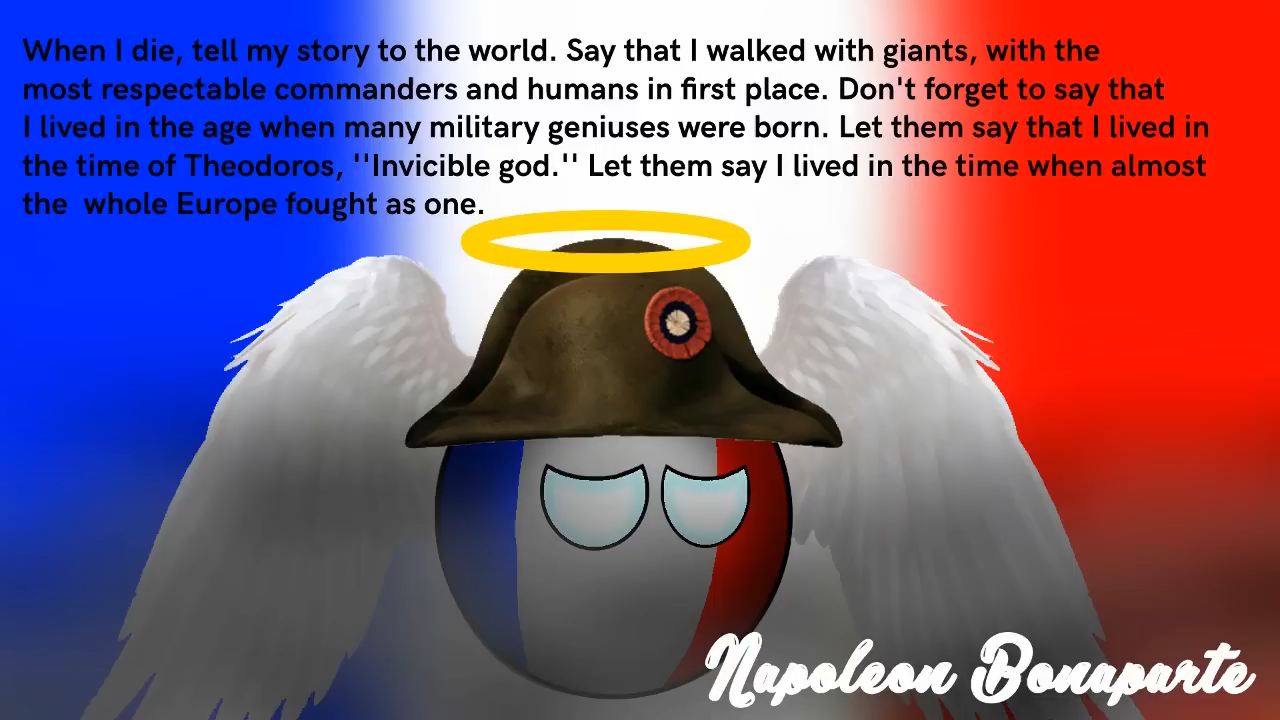 When I die, tell my story to the world. Say that I walked with giants, with the
most respectable commanders and humans in first place. Don't forget to say that
I lived in the age when many military geniuses were born. Let them say that I lived in
the time of Theodoros, ''Invicible god.'' Let them say I lived in the time when almost
the  whole Europe fought as one.
Napoleon Bonaparte